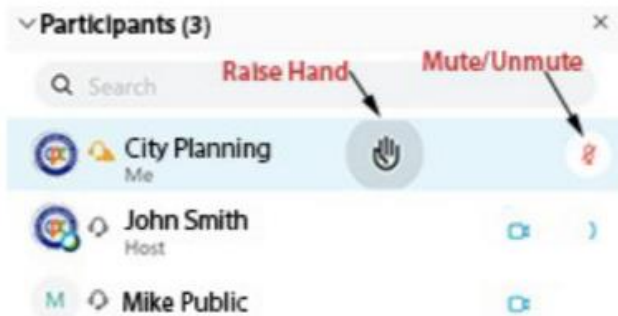 Participants (3)
Search
Raise Hand
Mute/Unmute
City Planning
Me
John Smith
Host
M
Mike Public